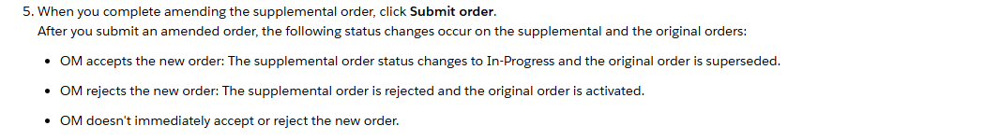 5. When you complete amending the supplemental order, click Submit order.
After you submit an amended order, the following status changes occur on the supplemental and the original orders:
• OM accepts the new order: The supplemental order status changes to In-Progress and the original order is superseded.
• OM rejects the new order: The supplemental order is rejected and the original order is activated.
• OM doesn't immediately accept or reject the new order.